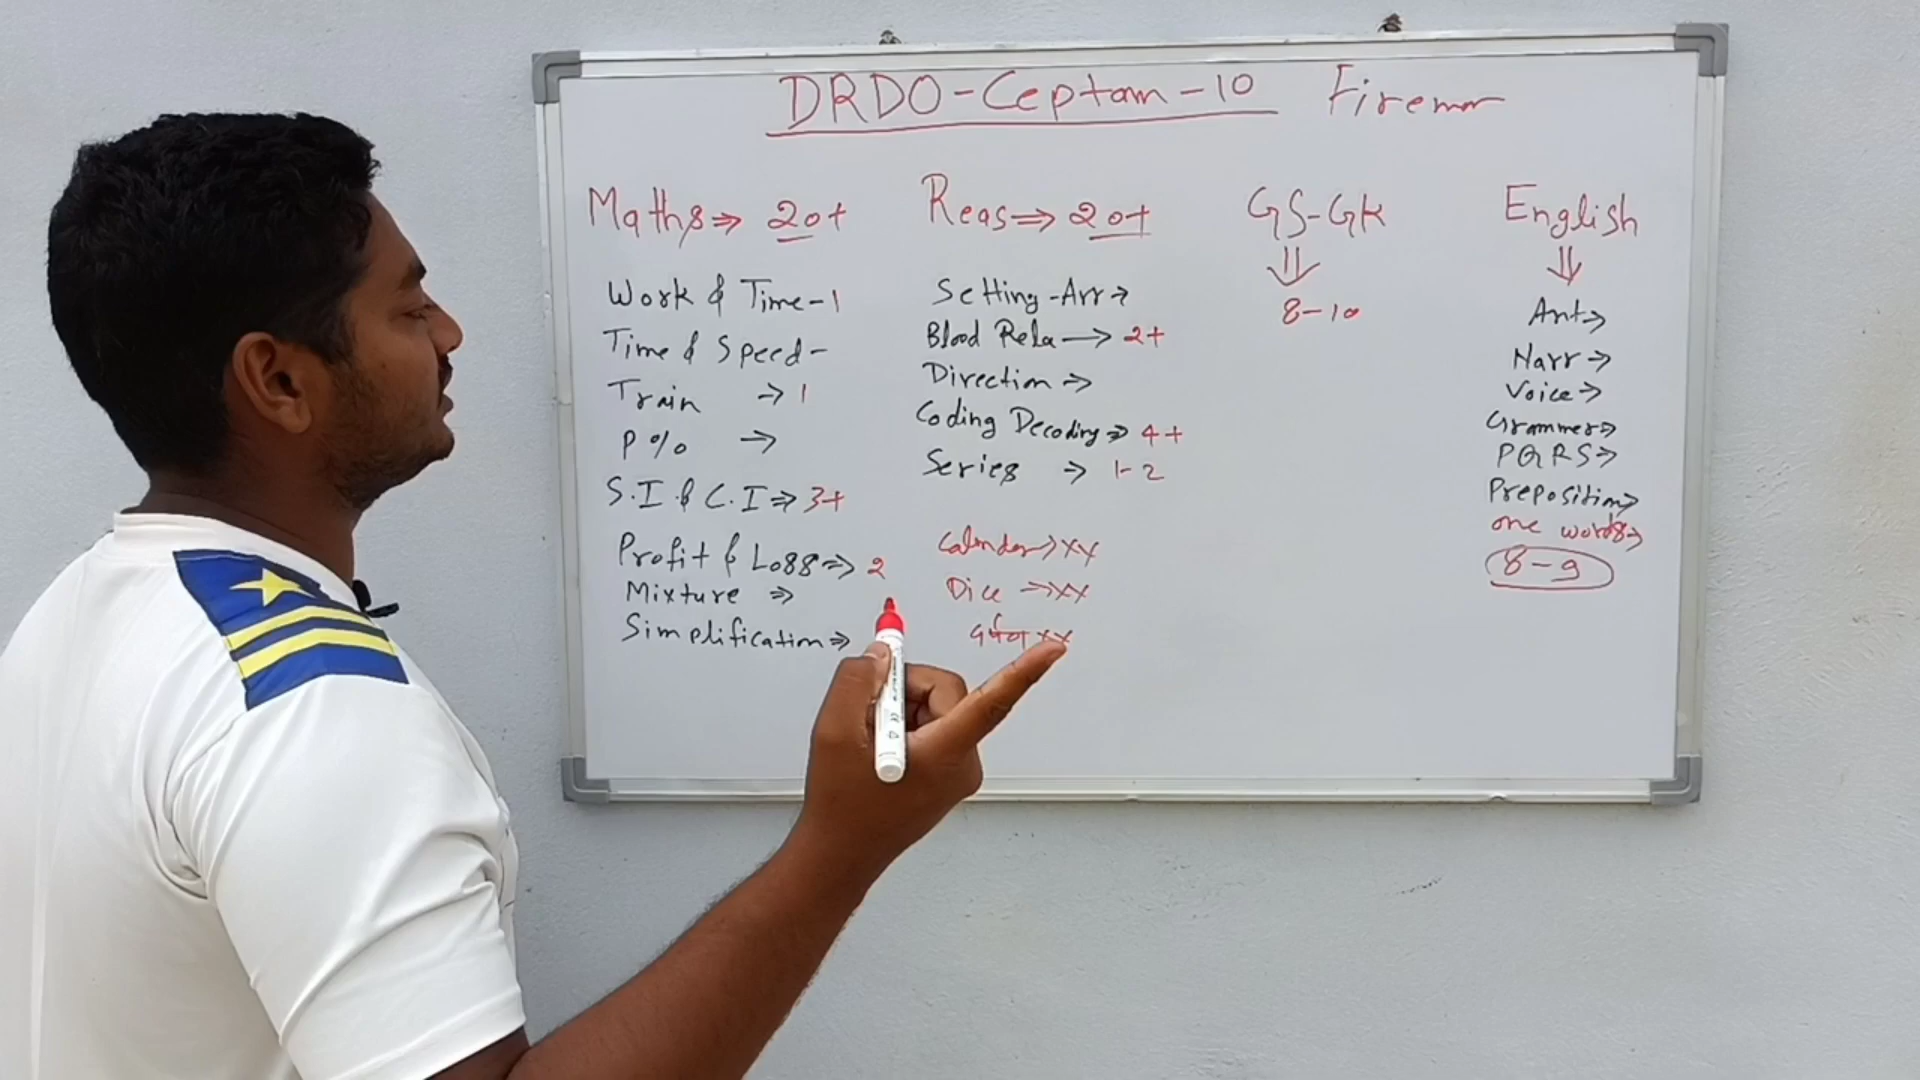 DRDO-Ceptam-10 Firemar
Maths⇒ 20+
Work & Time-1
Time & Speed-
Train → 1
P% →
S.I & C.I⇒ 3+
Profit & Loss⇒ 2
Mixture ⇒
Simplification⇒
Reas⇒ 20+
Setting-Arr→
Blood Rela→ 2+
Direction→
Coding Decoding⇒ 4+
Series → 1-2
Calender→xx
Dice →xx
GS-GK
⇓
8-10
English
⇓
Ant→
Narr→
Voice→
Grammer→
PQRS→
Preposition→
one words→
8-9